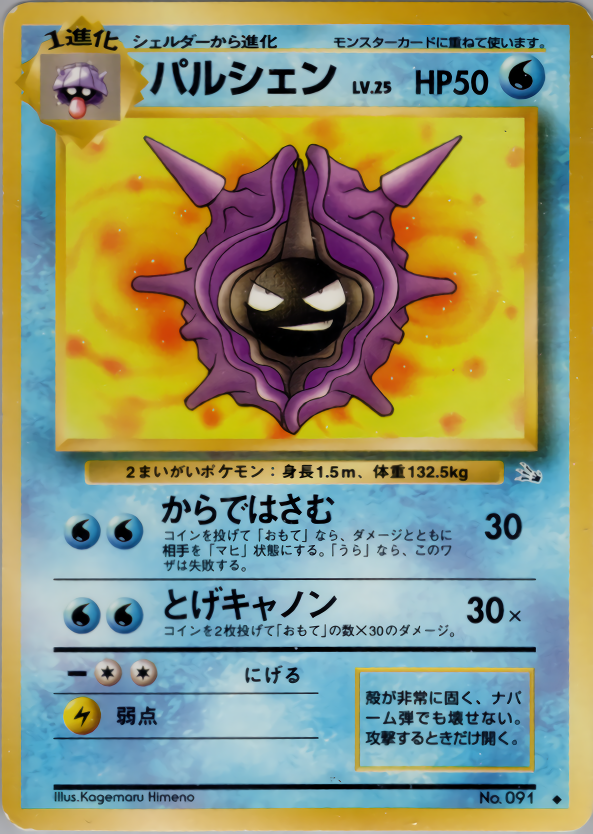 1進化
シェルダーから進化
モンスターカードに重ねて使います。
パルシェン LV.25 HP50
2まいがいポケモン：身長1.5m、体重132.5kg
からではさむ 30
コインを投げて「おもて」なら、ダメージとともに
相手を「マヒ」状態にする。「うら」なら、このワ
ザは失敗する。
とげキャノン 30×
コインを2枚投げて「おもて」の数×30のダメージ。
にげる
弱点
殻が非常に固く、ナパ
ーム弾でも壊せない。
攻撃するときだけ開く。
Illus.Kagemaru Himeno
No. 091